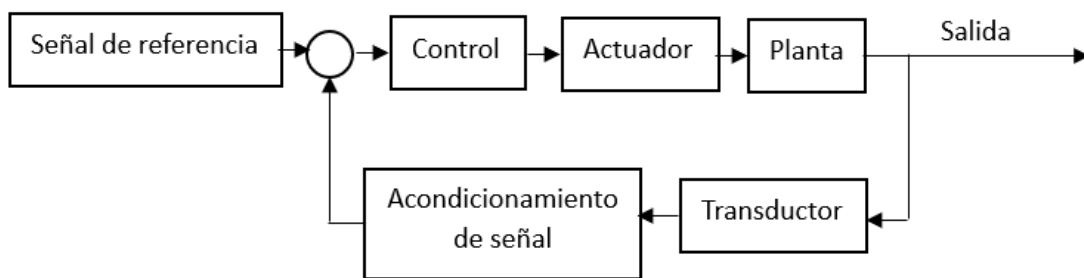 Señal de referencia
Control
Actuador
Planta
Salida
Acondicionamiento
de señal
Transductor